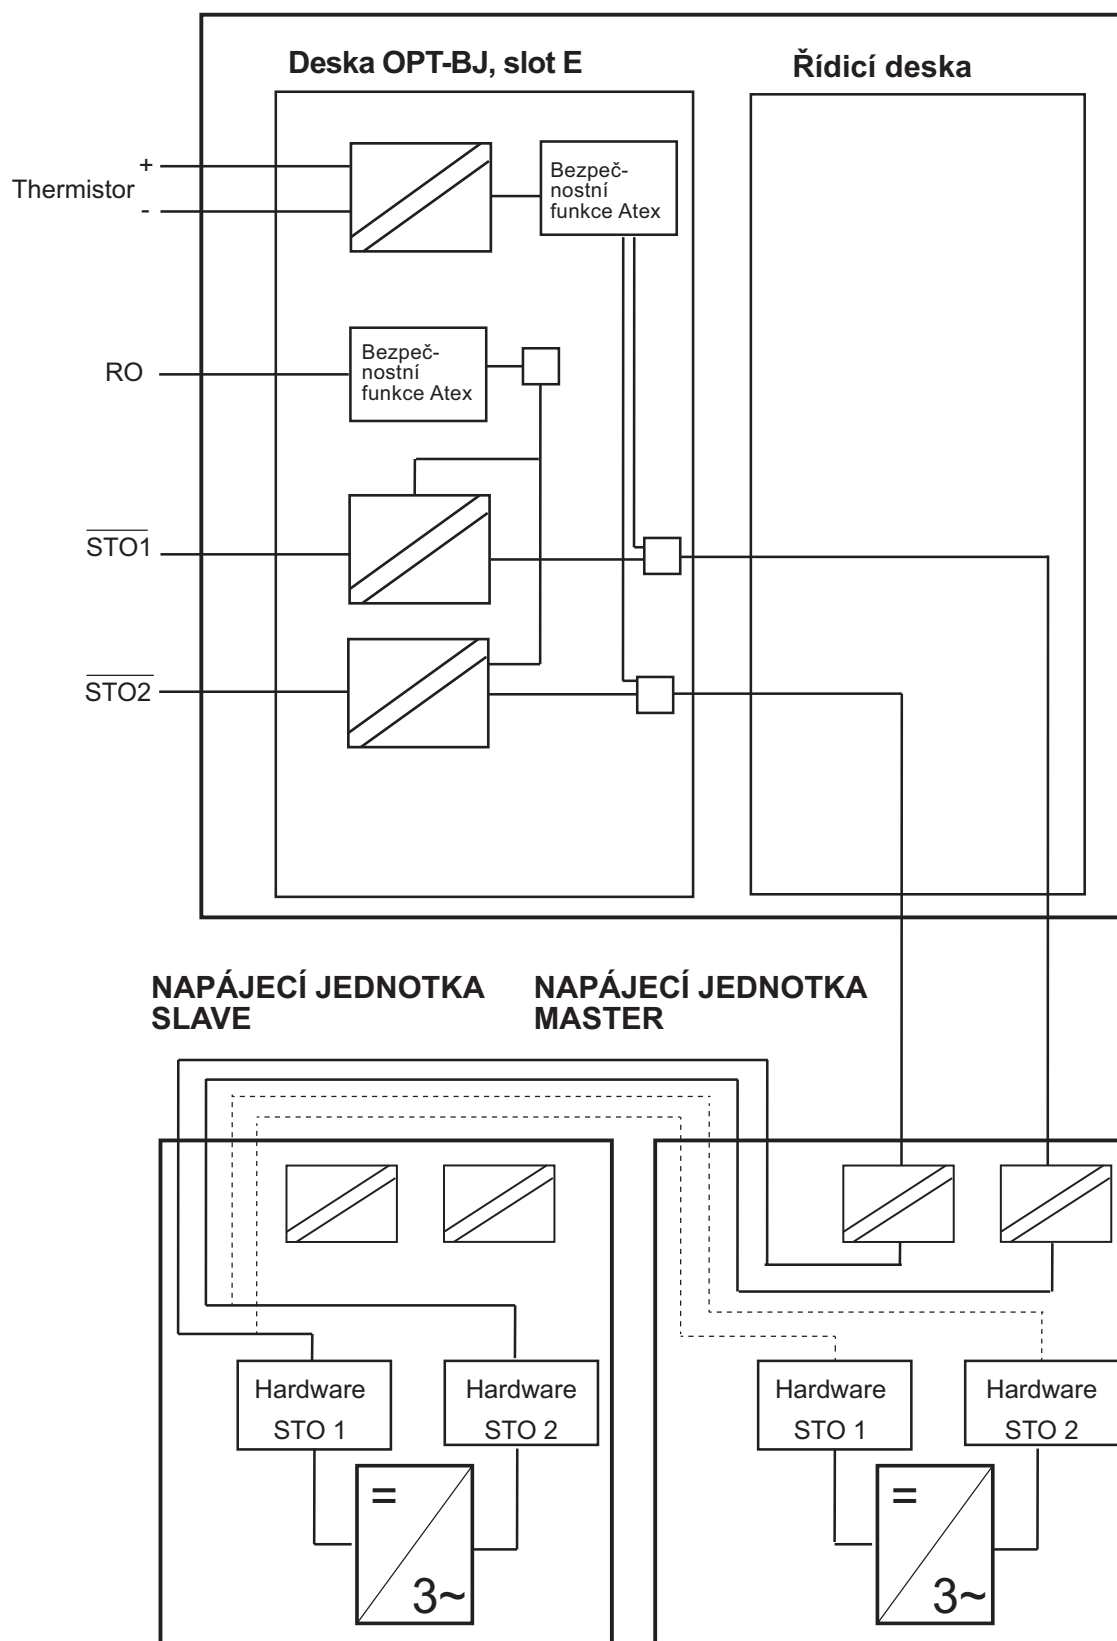 Deska OPT-BJ, slot E
Řídicí deska
+
Thermistor
-
Bezpeč-
nostní
funkce Atex
RO
Bezpeč-
nostní
funkce Atex
STO1
STO2
NAPÁJECÍ JEDNOTKA
SLAVE
NAPÁJECÍ JEDNOTKA
MASTER
Hardware
STO 1
Hardware
STO 2
Hardware
STO 1
Hardware
STO 2
=
3~
=
3~